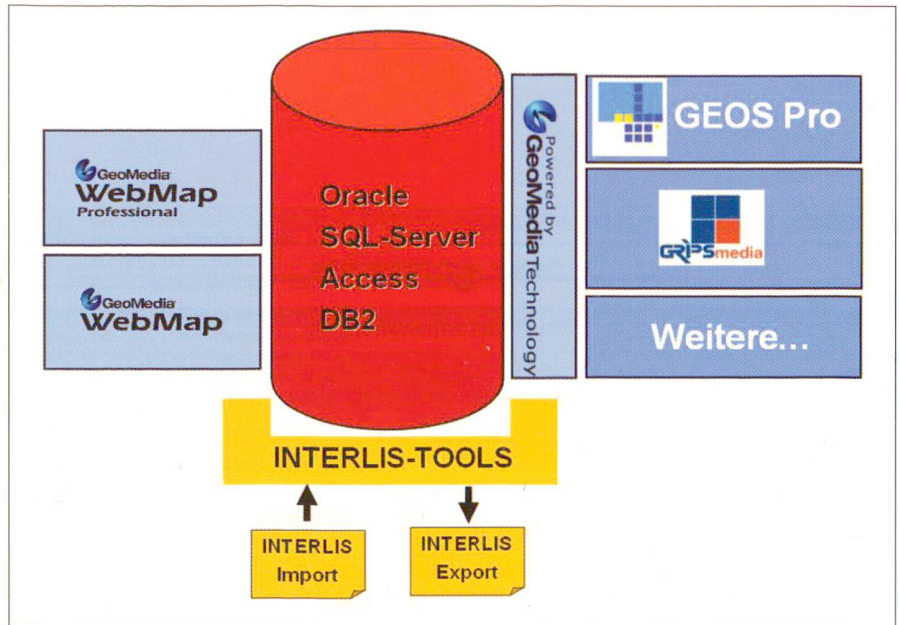 GeoMedia
WebMap
Professional
GeoMedia
WebMap
Oracle
SQL-Server
Access
DB2
Powered by
GeoMedia Technology
GEOS Pro
GRIPSmedia
Weitere...
INTERLIS-TOOLS
INTERLIS
Import
INTERLIS
Export